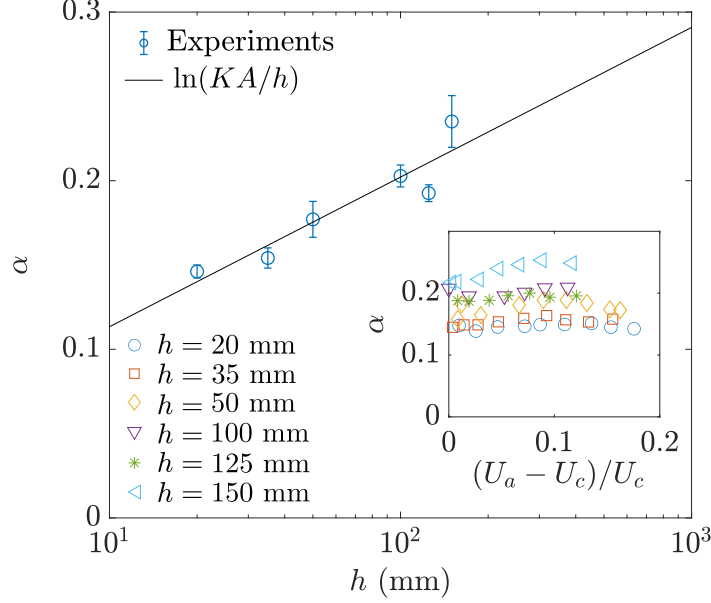 0.3
Experiments
ln(KA/h)
0.2
α
0.1
0
0.2
α
0.1
0
0
0.1
0.2
(U_a − U_c)/U_c
h = 20 mm
h = 35 mm
h = 50 mm
h = 100 mm
h = 125 mm
h = 150 mm
10^1
10^2
10^3
h (mm)